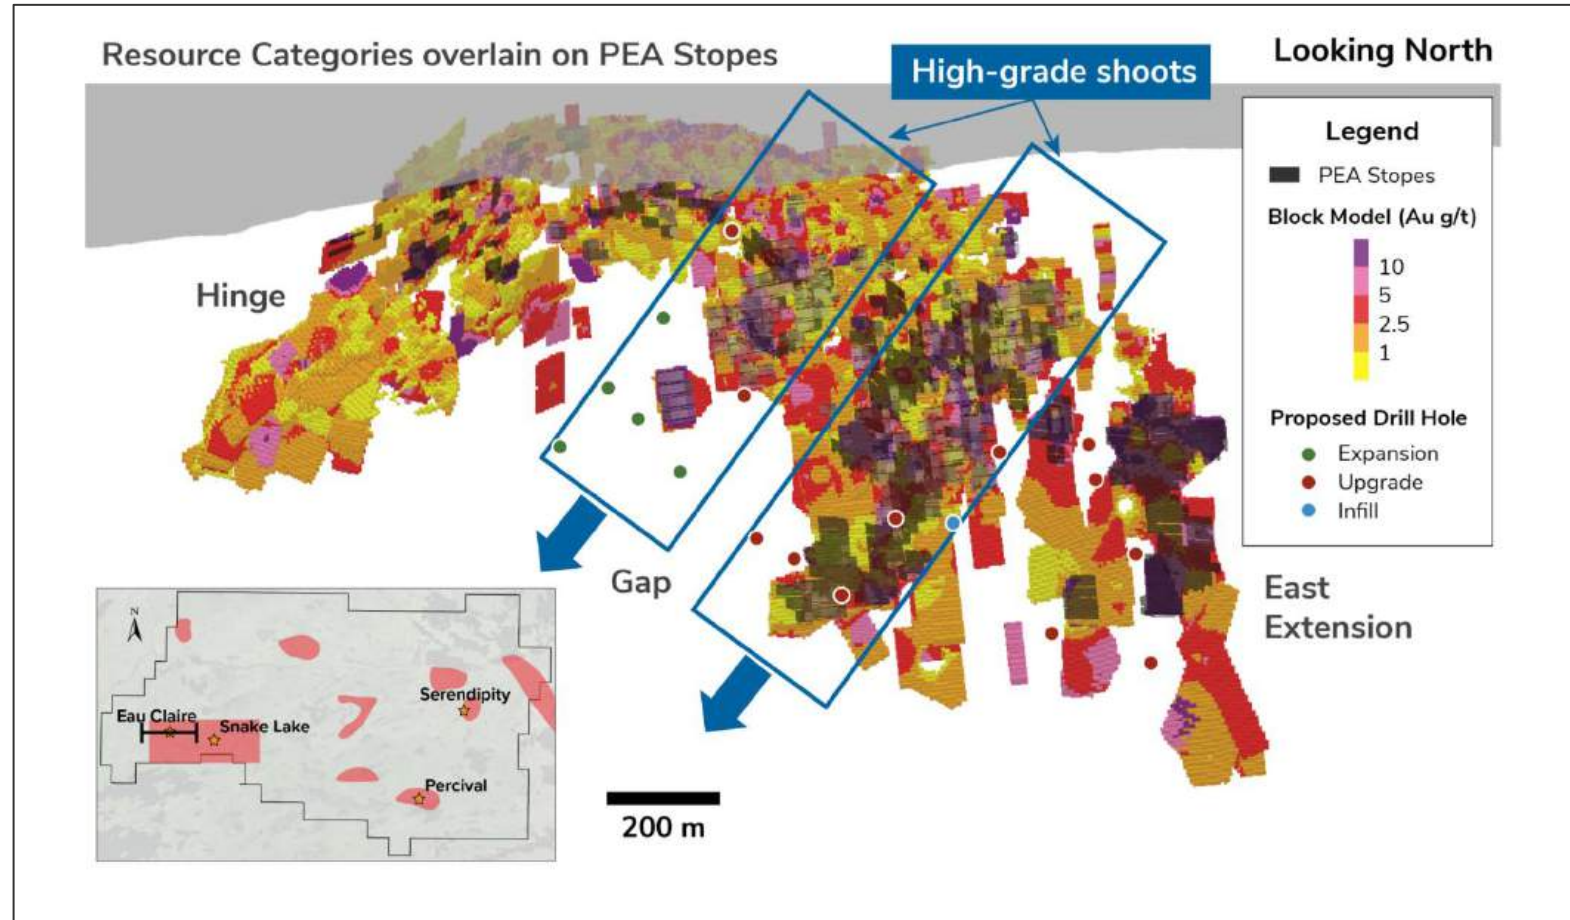 Resource Categories overlain on PEA Stopes
High-grade shoots
Looking North
Legend
PEA Stopes
Block Model (Au g/t)
10
5
2.5
1
Proposed Drill Hole
Expansion
Upgrade
Infill
Hinge
Gap
East
Extension
N
Serendipity
Eau Claire
Snake Lake
Percival
200 m